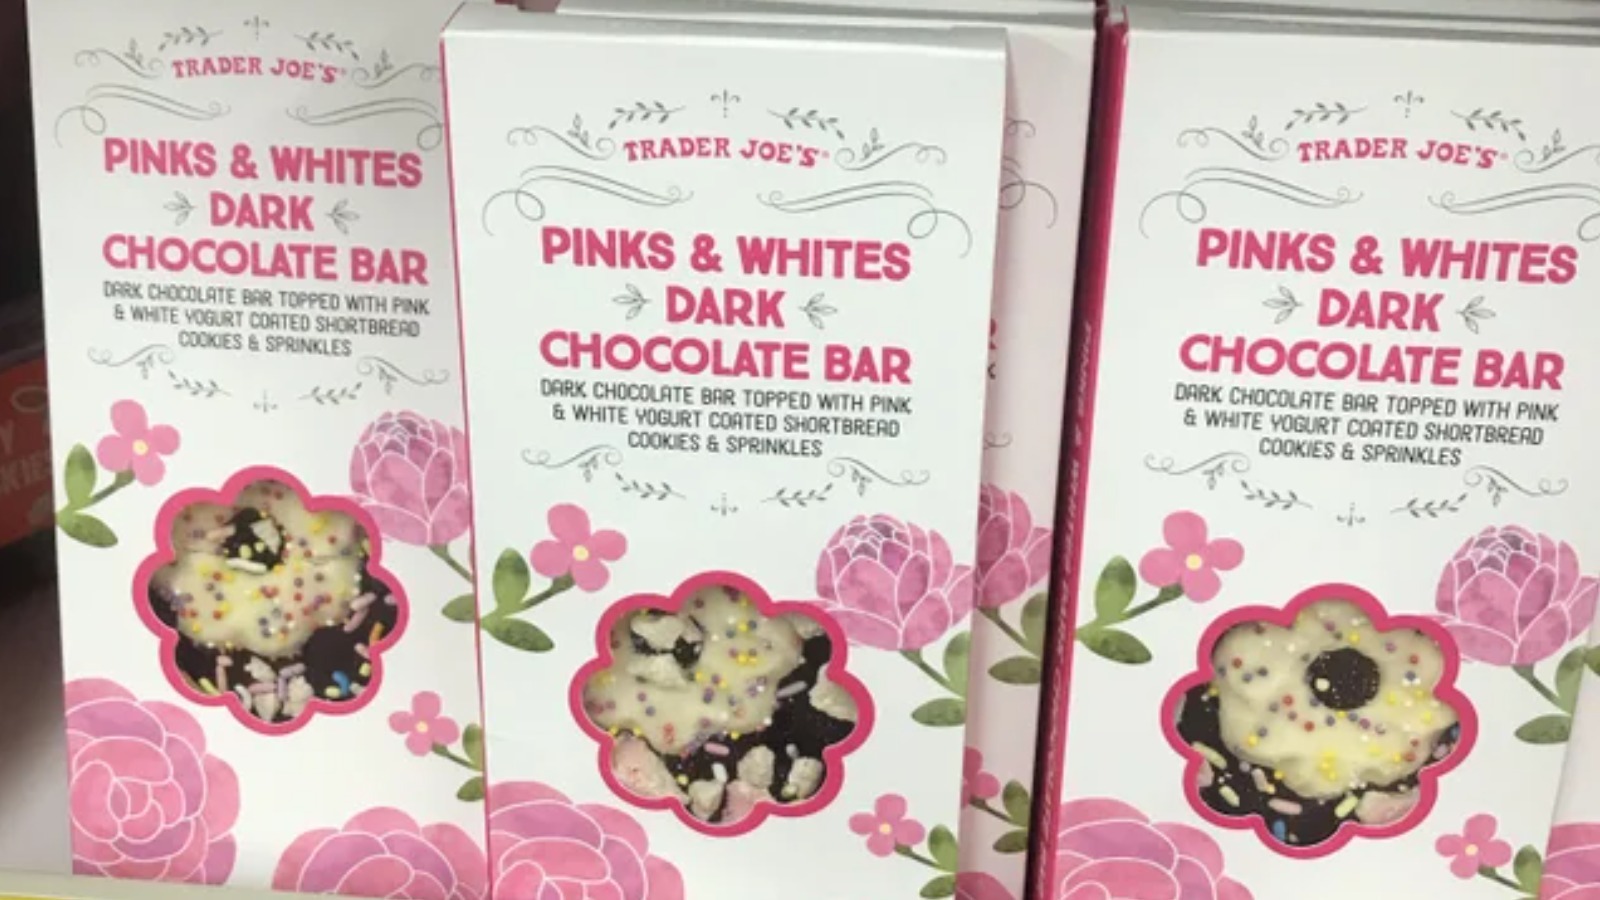 TRADER JOE'S
PINKS & WHITES
DARK
CHOCOLATE BAR
DARK CHOCOLATE BAR TOPPED WITH PINK
& WHITE YOGURT COATED SHORTBREAD
COOKIES & SPRINKLES
TRADER JOE'S
PINKS & WHITES
DARK
CHOCOLATE BAR
DARK CHOCOLATE BAR TOPPED WITH PINK
& WHITE YOGURT COATED SHORTBREAD
COOKIES & SPRINKLES
TRADER JOE'S
PINKS & WHITES
DARK
CHOCOLATE BAR
DARK CHOCOLATE BAR TOPPED WITH PINK
& WHITE YOGURT COATED SHORTBREAD
COOKIES & SPRINKLES